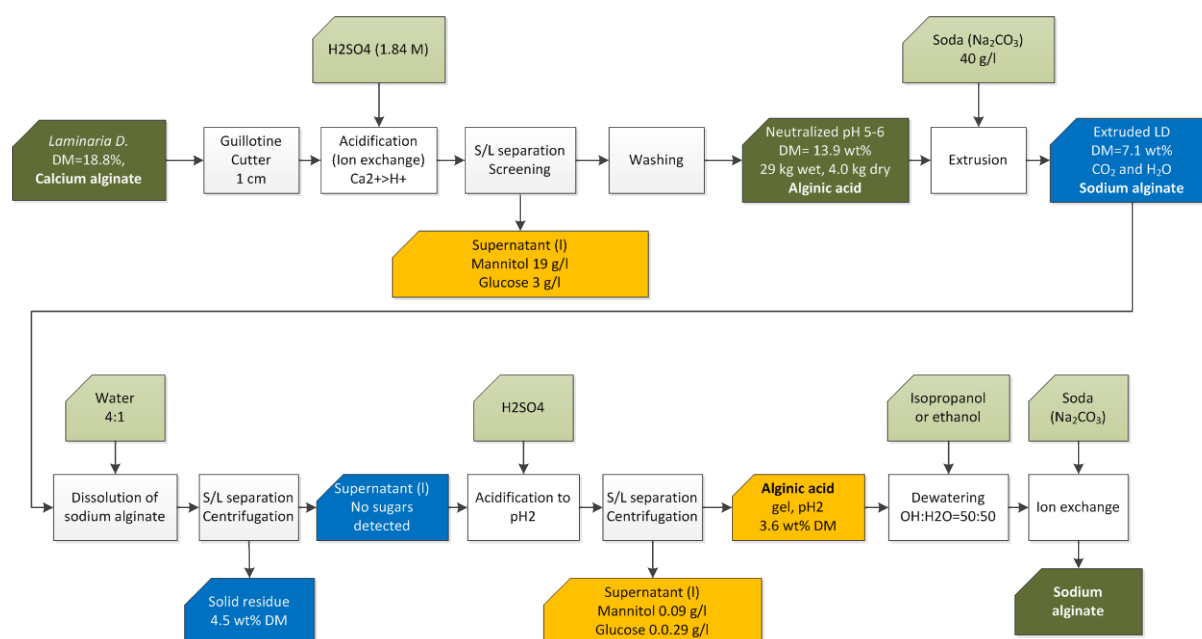 H2SO4 (1.84 M)
Soda (Na₂CO₃)
40 g/l
Laminaria D.
DM=18.8%,
Calcium alginate
Guillotine
Cutter
1 cm
Acidification
(Ion exchange)
Ca2+>H+
S/L separation
Screening
Washing
Neutralized pH 5-6
DM= 13.9 wt%
29 kg wet, 4.0 kg dry
Alginic acid
Extrusion
Extruded LD
DM=7.1 wt%
CO₂ and H₂O
Sodium alginate
Supernatant (l)
Mannitol 19 g/l
Glucose 3 g/l
Water
4:1
H2SO4
Isopropanol
or ethanol
Soda
(Na₂CO₃)
Dissolution of
sodium alginate
S/L separation
Centrifugation
Supernatant (l)
No sugars
detected
Acidification to
pH2
S/L separation
Centrifugation
Alginic acid
gel, pH2
3.6 wt% DM
Dewatering
OH:H2O=50:50
Ion exchange
Solid residue
4.5 wt% DM
Supernatant (l)
Mannitol 0.09 g/l
Glucose 0.0.29 g/l
Sodium
alginate